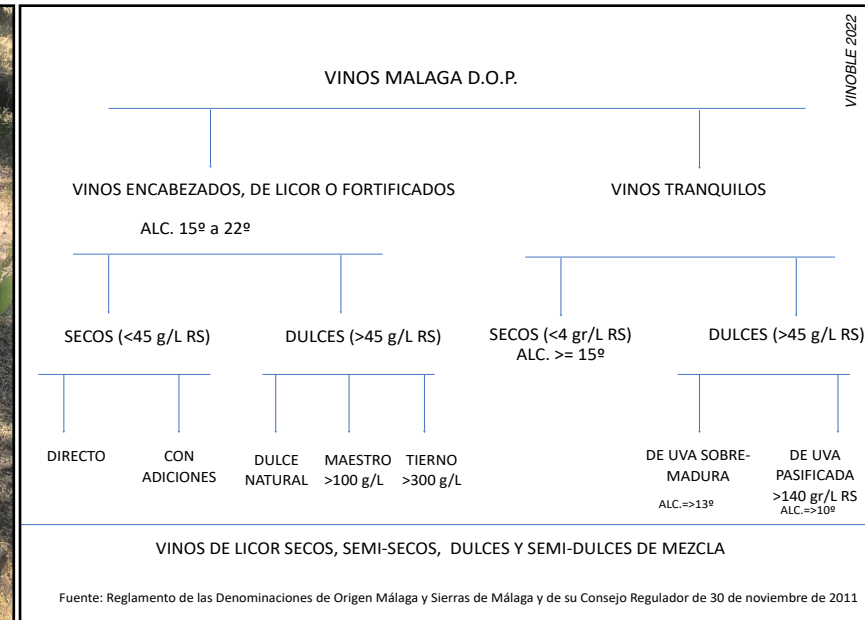 VINOBLE 2022
VINOS MALAGA D.O.P.
VINOS ENCABEZADOS, DE LICOR O FORTIFICADOS
ALC. 15º a 22º
VINOS TRANQUILOS
SECOS (<45 g/L RS)
DULCES (>45 g/L RS)
SECOS (<4 gr/L RS)
ALC. >= 15º
DULCES (>45 g/L RS)
DIRECTO
CON
ADICIONES
DULCE
NATURAL
MAESTRO
>100 g/L
TIERNO
>300 g/L
DE UVA SOBRE-
MADURA
ALC.=>13º
DE UVA
PASIFICADA
>140 gr/L RS
ALC.=>10º
VINOS DE LICOR SECOS, SEMI-SECOS, DULCES Y SEMI-DULCES DE MEZCLA
Fuente: Reglamento de las Denominaciones de Origen Málaga y Sierras de Málaga y de su Consejo Regulador de 30 de noviembre de 2011